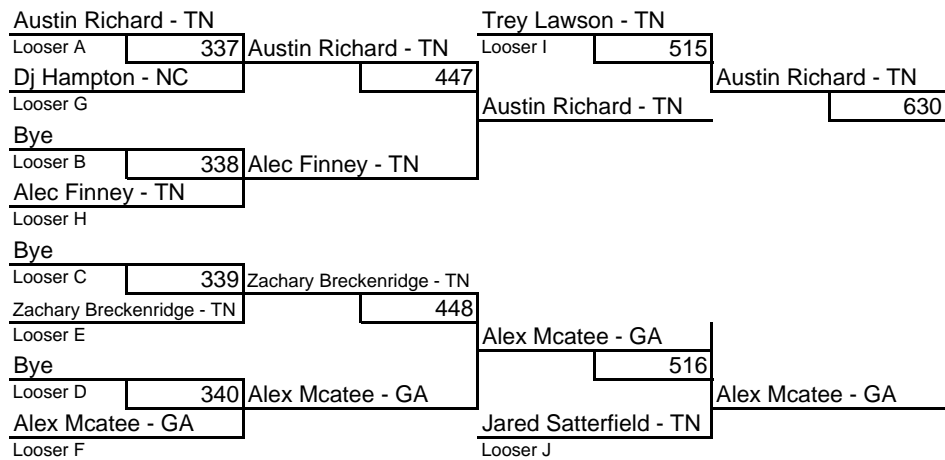 Austin Richard - TN Trey Lawson - TN
Looser A 337 Austin Richard - TN Looser I 515
Dj Hampton - NC 447 Austin Richard - TN
Looser G Austin Richard - TN 630
Bye
Looser B 338 Alec Finney - TN
Alec Finney - TN
Looser H
Bye
Looser C 339 Zachary Breckenridge - TN
Zachary Breckenridge - TN 448
Looser E Alex Mcatee - GA
Bye 516
Looser D 340 Alex Mcatee - GA Alex Mcatee - GA
Alex Mcatee - GA Jared Satterfield - TN
Looser F Looser J